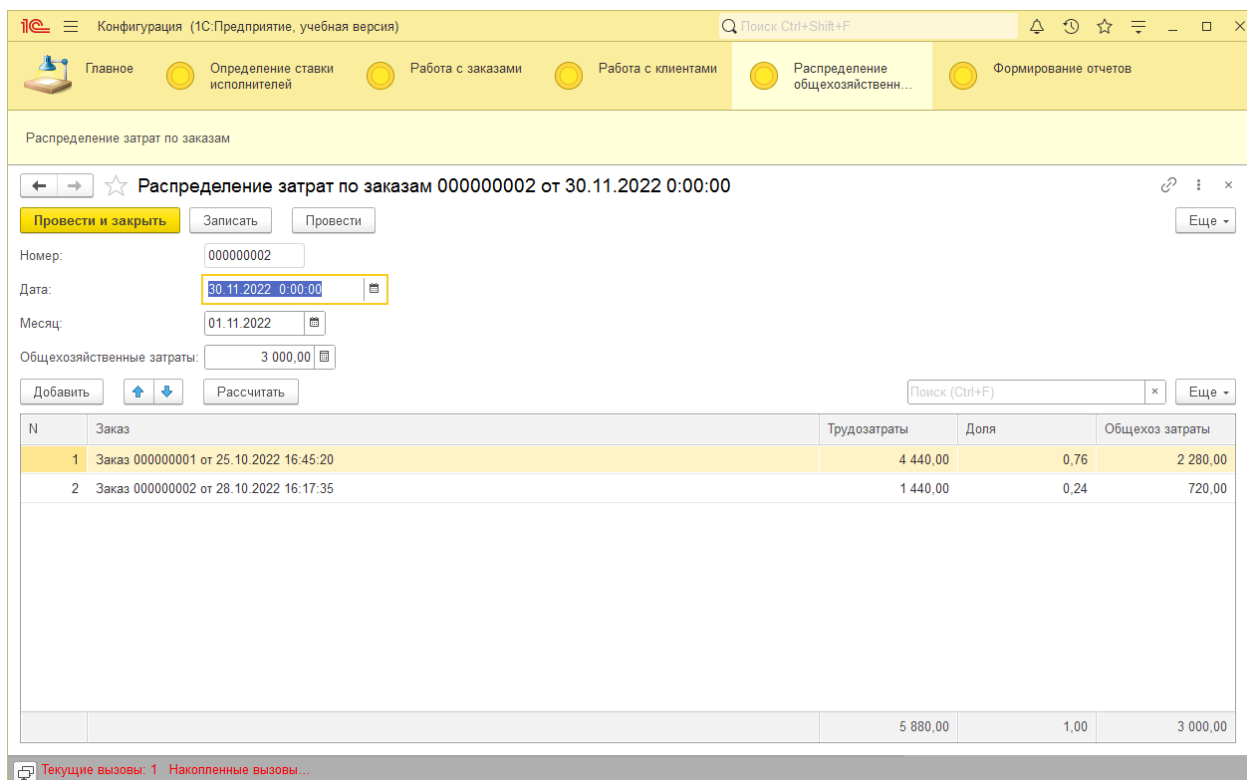 1С Конфигурация (1С:Предприятие, учебная версия) Поиск Ctrl+Shift+F
Главное
Определение ставки
исполнителей
Работа с заказами
Работа с клиентами
Распределение
общехозяйственн...
Формирование отчетов
Распределение затрат по заказам
Распределение затрат по заказам 000000002 от 30.11.2022 0:00:00
Провести и закрыть Записать Провести Еще
Номер: 000000002
Дата: 30.11.2022 0:00:00
Месяц: 01.11.2022
Общехозяйственные затраты: 3 000,00
Добавить Рассчитать Поиск (Ctrl+F) × Еще
N Заказ Трудозатраты Доля Общехоз затраты
1 Заказ 000000001 от 25.10.2022 16:45:20 4 440,00 0,76 2 280,00
2 Заказ 000000002 от 28.10.2022 16:17:35 1 440,00 0,24 720,00
5 880,00 1,00 3 000,00
Текущие вызовы: 1 Накопленные вызовы...